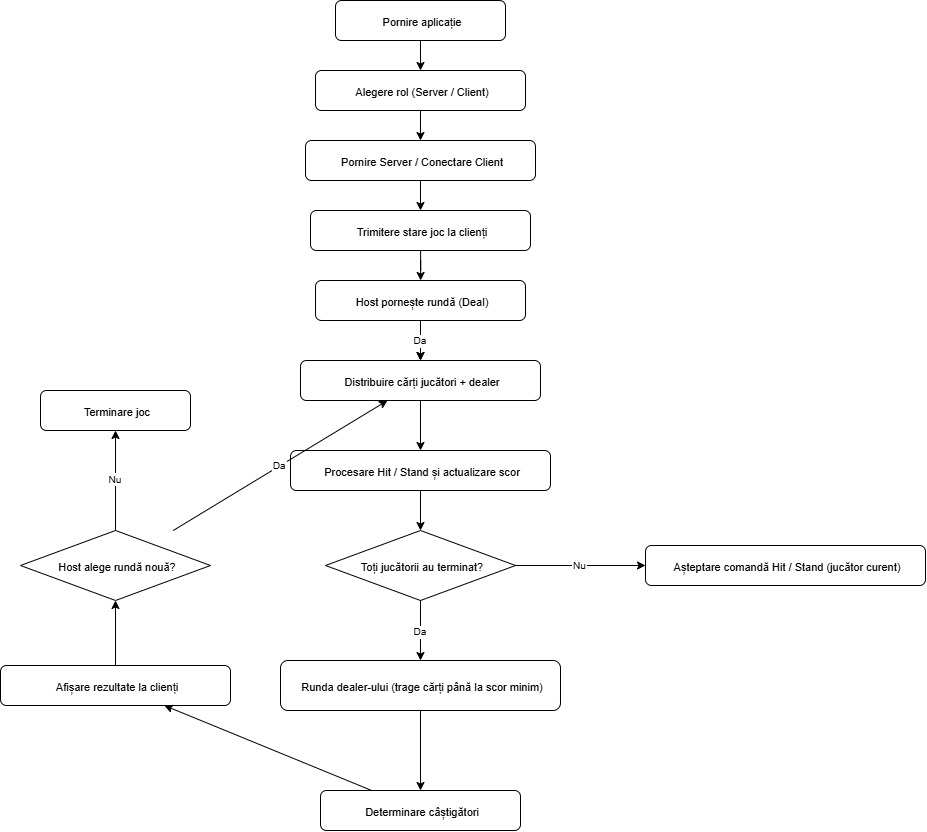 Pornire aplicație
Alegere rol (Server / Client)
Pornire Server / Conectare Client
Trimitere stare joc la clienți
Host pornește rundă (Deal)
Da
Distribuire cărți jucători + dealer
Terminare joc
Da
Procesare Hit / Stand și actualizare scor
Nu
Host alege rundă nouă?
Toți jucătorii au terminat?
Nu
Așteptare comandă Hit / Stand (jucător curent)
Da
Afișare rezultate la clienți
Runda dealer-ului (trage cărți până la scor minim)
Determinare câștigători